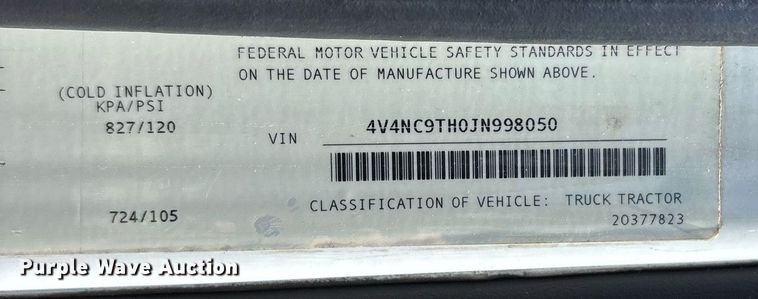 FEDERAL MOTOR VEHICLE SAFETY STANDARDS IN EFFECT
ON THE DATE OF MANUFACTURE SHOWN ABOVE.
(COLD INFLATION)
KPA/PSI
827/120
VIN 4V4NC9TH0JN998050
724/105
CLASSIFICATION OF VEHICLE: TRUCK TRACTOR
20377823
Purple Wave Auction